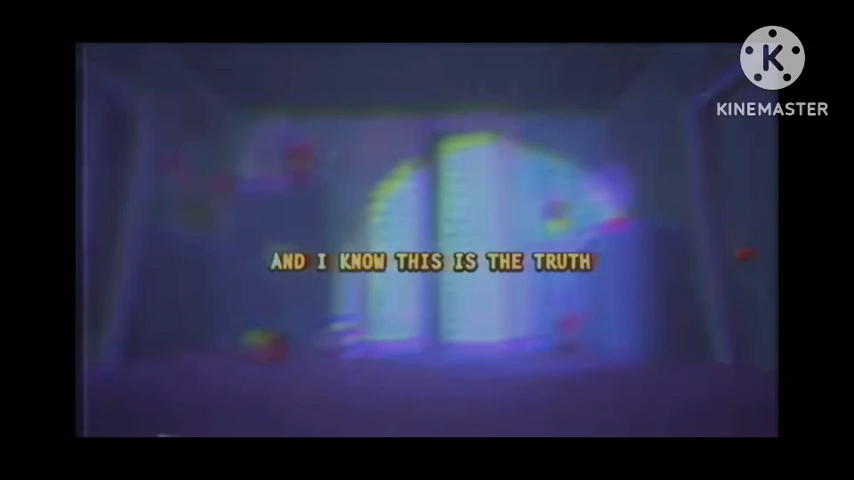 K
KINEMASTER
AND I KNOW THIS IS THE TRUTH